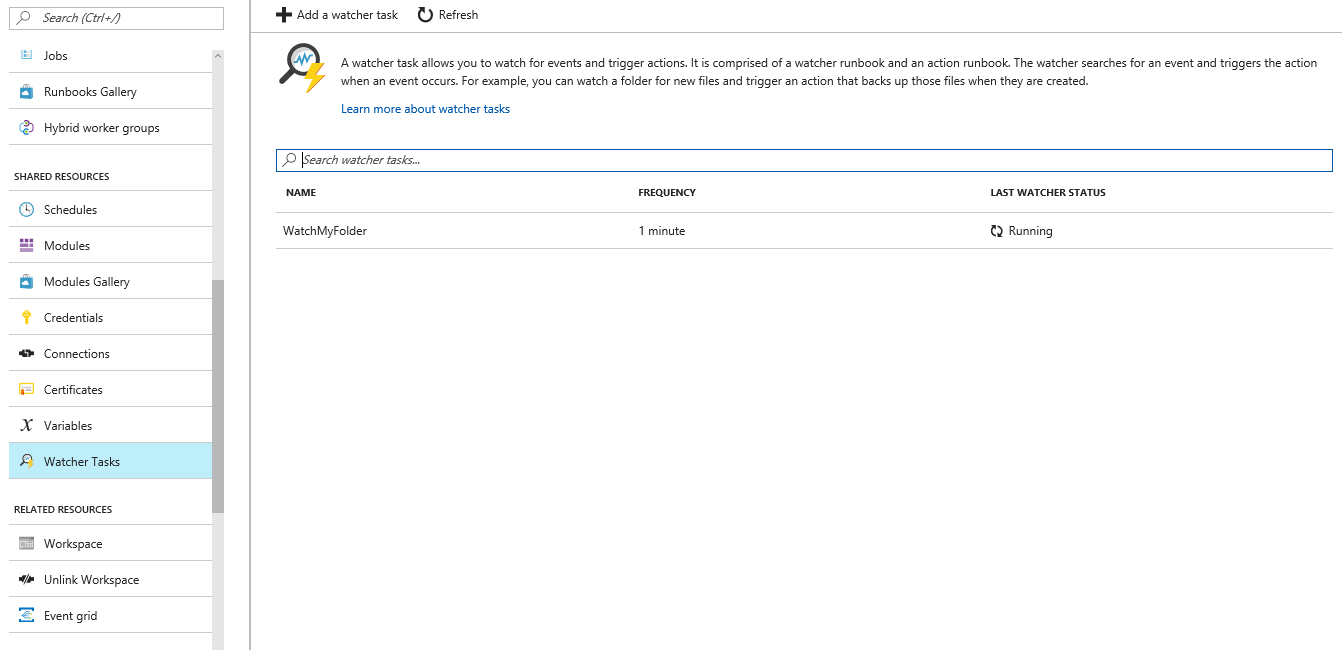 Search (Ctrl+/)
Jobs
Runbooks Gallery
Hybrid worker groups
SHARED RESOURCES
Schedules
Modules
Modules Gallery
Credentials
Connections
Certificates
Variables
Watcher Tasks
RELATED RESOURCES
Workspace
Unlink Workspace
Event grid
Add a watcher task
Refresh
A watcher task allows you to watch for events and trigger actions. It is comprised of a watcher runbook and an action runbook. The watcher searches for an event and triggers the action
when an event occurs. For example, you can watch a folder for new files and trigger an action that backs up those files when they are created.
Learn more about watcher tasks
Search watcher tasks...
NAME FREQUENCY LAST WATCHER STATUS
WatchMyFolder 1 minute Running